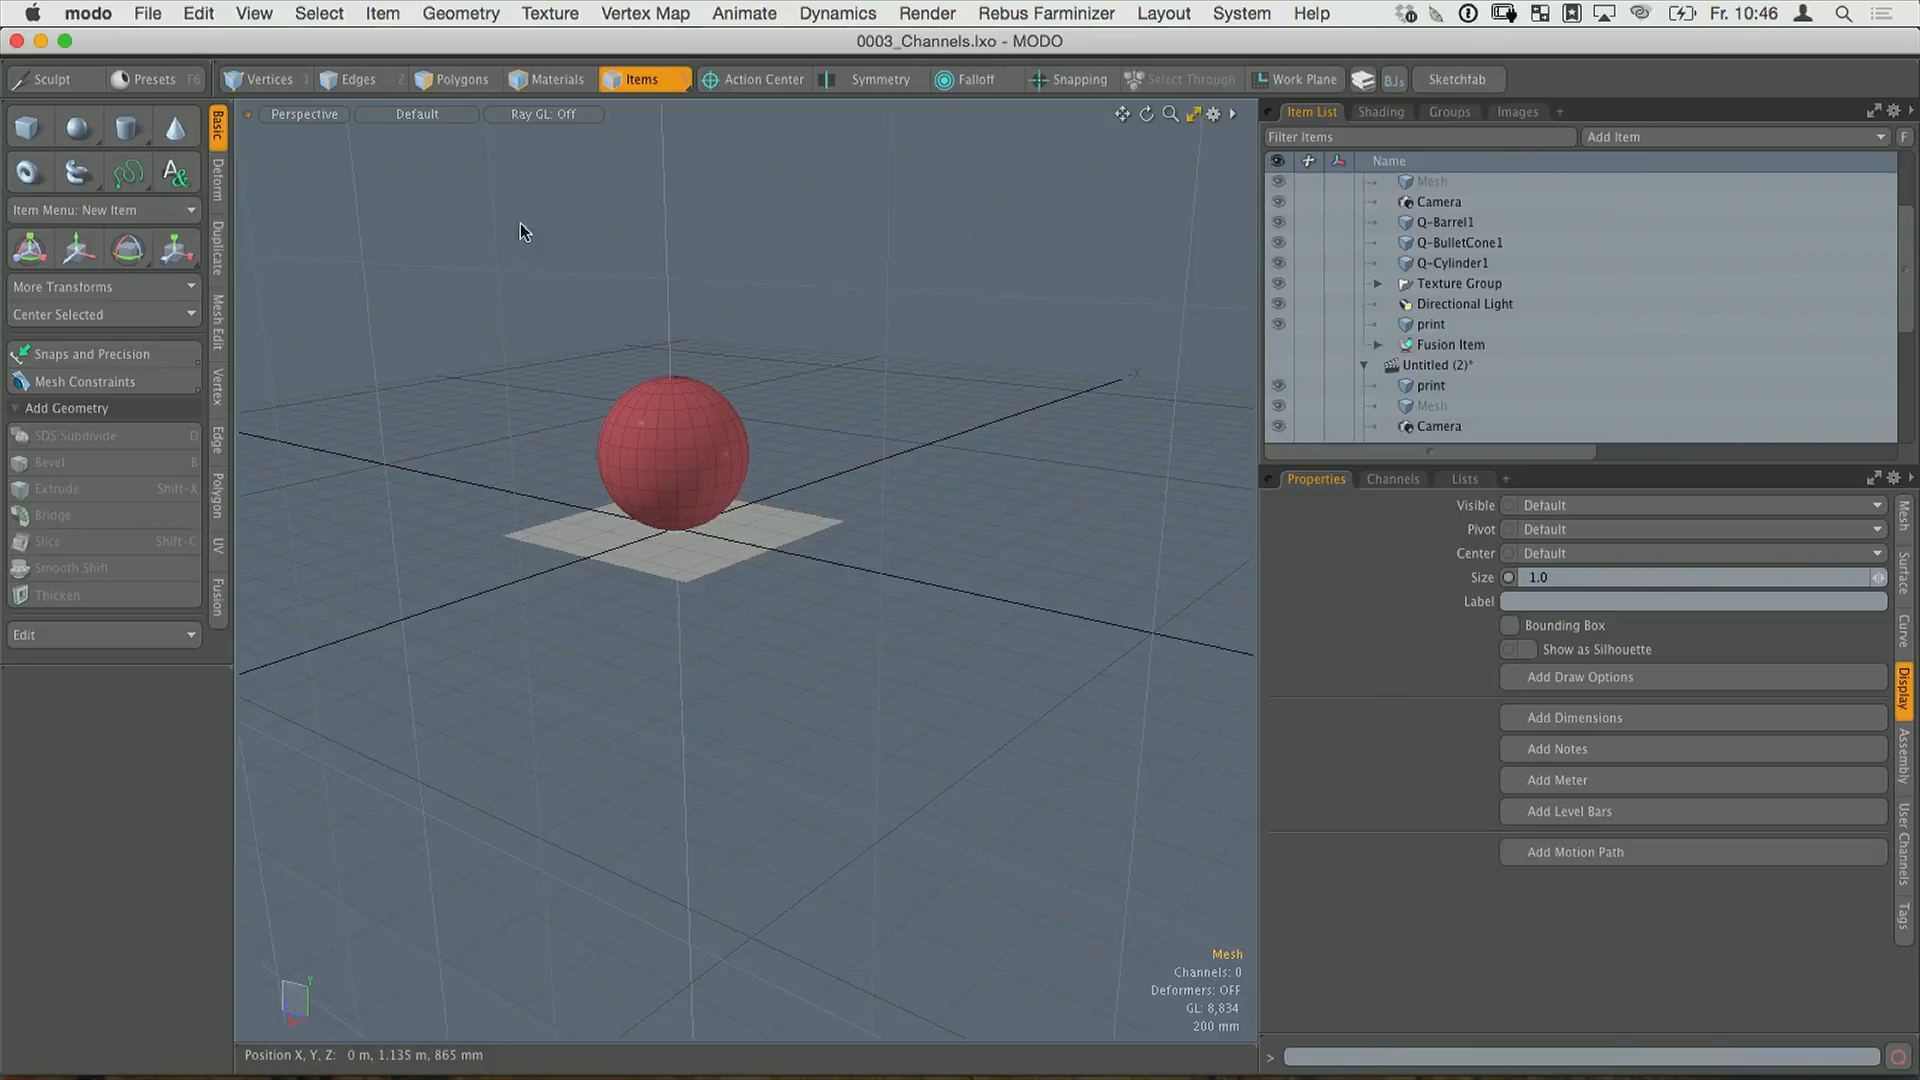 modo File Edit View Select Item Geometry Texture Vertex Map Animate Dynamics Render Rebus Farminizer Layout System Help Fr. 10:46
0003_Channels.lxo - MODO
Sculpt Presets F6 Vertices 1 Edges 2 Polygons Materials Items Action Center Symmetry Falloff Snapping Select Through Work Plane BJs Sketchfab
Perspective Default Ray GL: Off
Item List Shading Groups Images +
Filter Items Add Item F
Name
Mesh
Camera
Q-Barrel1
Q-BulletCone1
Q-Cylinder1
Texture Group
Directional Light
print
Fusion Item
Untitled (2)*
print
Mesh
Camera
Item Menu: New Item
More Transforms
Center Selected
Snaps and Precision
Mesh Constraints
Add Geometry
SDS Subdivide D
Bevel B
Extrude Shift-X
Bridge
Slice Shift-C
Smooth Shift
Thicken
Edit
Basic
Deform
Duplicate
Mesh Edit
Vertex
Edge
Polygon
UV
Fusion
-X
Y
Properties Channels Lists +
Visible Default
Pivot Default
Center Default
Size 1.0
Label
Bounding Box
Show as Silhouette
Add Draw Options
Add Dimensions
Add Notes
Add Meter
Add Level Bars
Add Motion Path
Mesh
Surface
Curve
Display
Assembly
User Channels
Tags
Mesh
Channels: 0
Deformers: OFF
GL: 8,834
200 mm
Position X, Y, Z: 0 m, 1.135 m, 865 mm
>